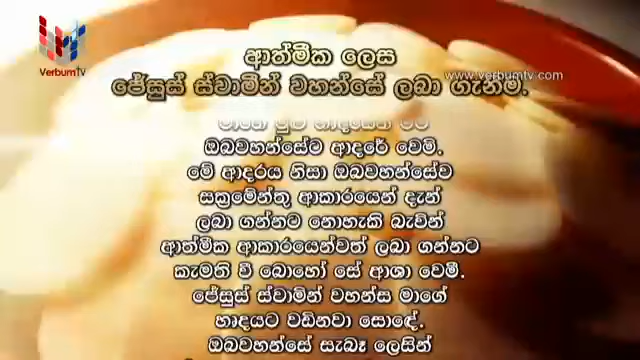 VerbumTV
ආත්මීක ලෙස
www.verbumtv.com
ජේසුස් ස්වාමීන් වහන්සේ ලබා ගැනීම.
ඔබවහන්සේට ආදරේ වෙමි.
මේ ආදරය නිසා ඔබවහන්සේව
සක්‍රමේන්තු ආකාරයෙන් දැන්
ලබා ගන්නට නොහැකි බැවින්
ආත්මික ආකාරයෙන්වත් ලබා ගන්නට
කැමති වී බොහෝ සේ ආශා වෙමී.
ජේසුස් ස්වාමින් වහන්ස මාගේ
හෘදයට වඩිනවා සොඳේ.
ඔබවහන්සේ සැබෑ ලෙසින්